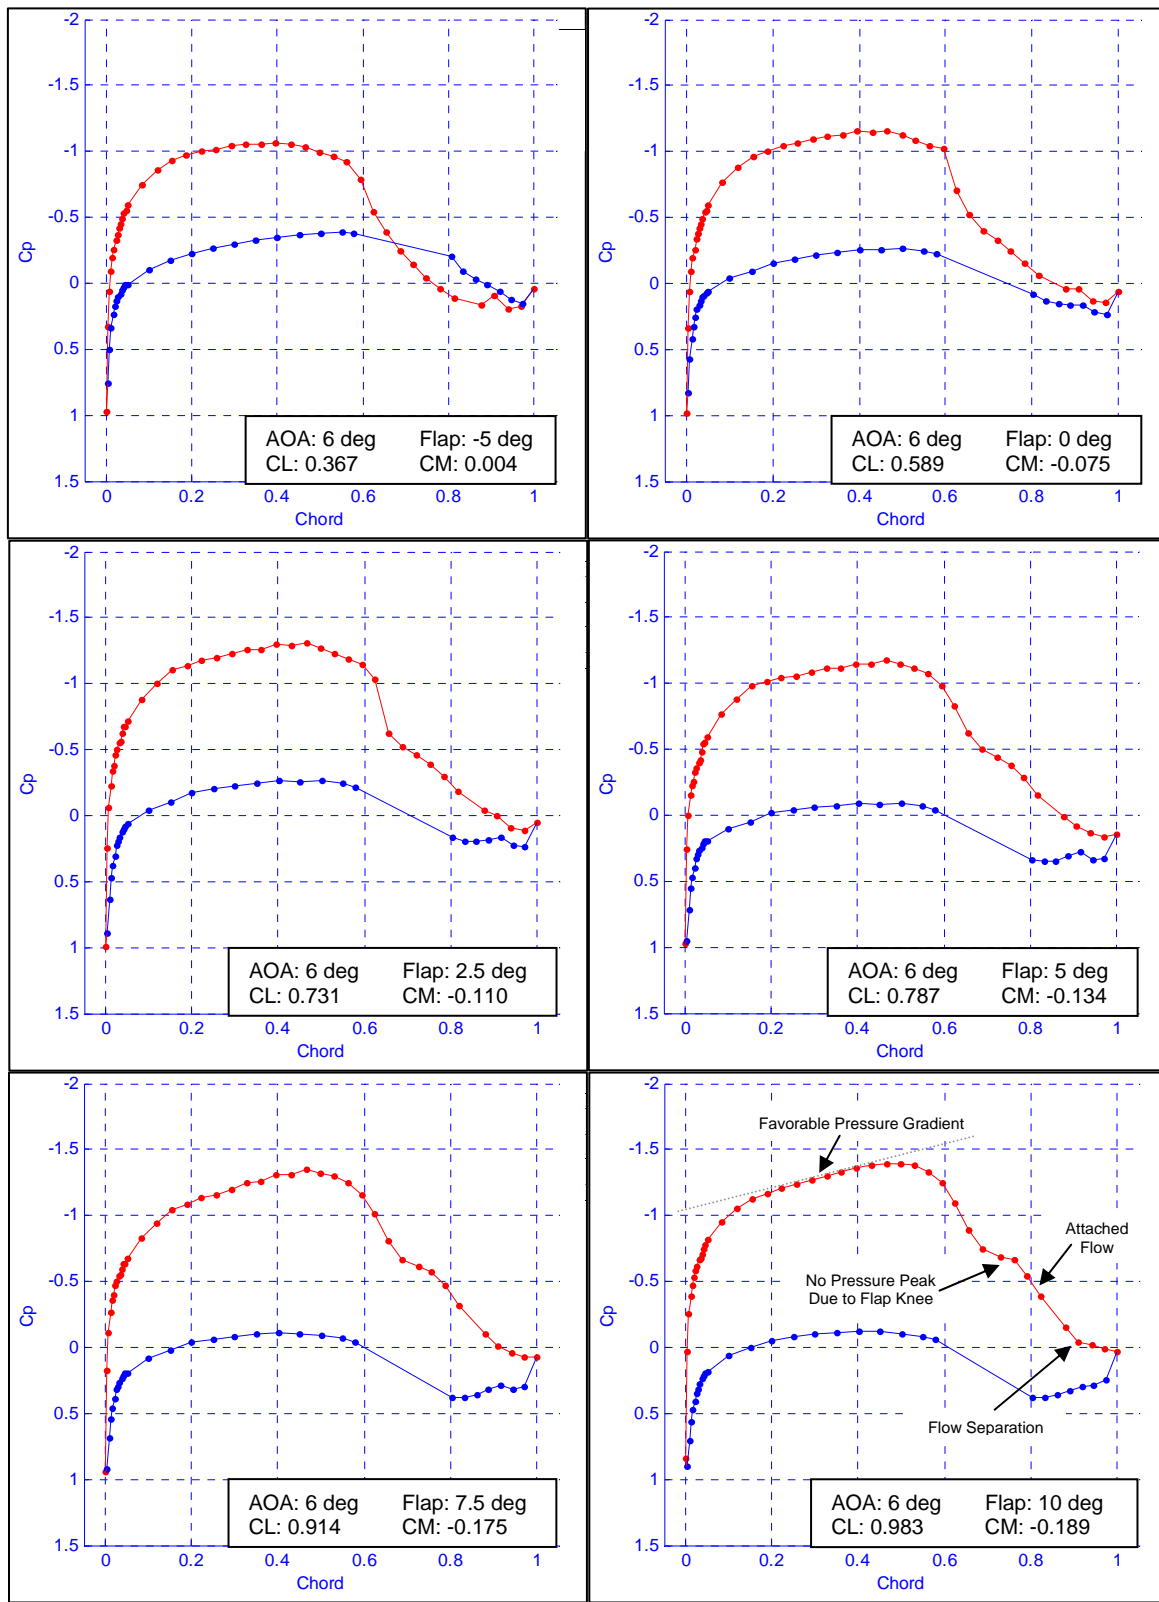 -2
-1.5
-1
-0.5
0
0.5
1
1.5
Cp
0 0.2 0.4 0.6 0.8 1
Chord
AOA: 6 deg Flap: -5 deg
CL: 0.367 CM: 0.004
-2
-1.5
-1
-0.5
0
0.5
1
1.5
Cp
0 0.2 0.4 0.6 0.8 1
Chord
AOA: 6 deg Flap: 0 deg
CL: 0.589 CM: -0.075
-2
-1.5
-1
-0.5
0
0.5
1
1.5
Cp
0 0.2 0.4 0.6 0.8 1
Chord
AOA: 6 deg Flap: 2.5 deg
CL: 0.731 CM: -0.110
-2
-1.5
-1
-0.5
0
0.5
1
1.5
Cp
0 0.2 0.4 0.6 0.8 1
Chord
AOA: 6 deg Flap: 5 deg
CL: 0.787 CM: -0.134
-2
-1.5
-1
-0.5
0
0.5
1
1.5
Cp
0 0.2 0.4 0.6 0.8 1
Chord
AOA: 6 deg Flap: 7.5 deg
CL: 0.914 CM: -0.175
-2
-1.5
-1
-0.5
0
0.5
1
1.5
Cp
0 0.2 0.4 0.6 0.8 1
Chord
Favorable Pressure Gradient
Attached
Flow
No Pressure Peak
Due to Flap Knee
Flow Separation
AOA: 6 deg Flap: 10 deg
CL: 0.983 CM: -0.189